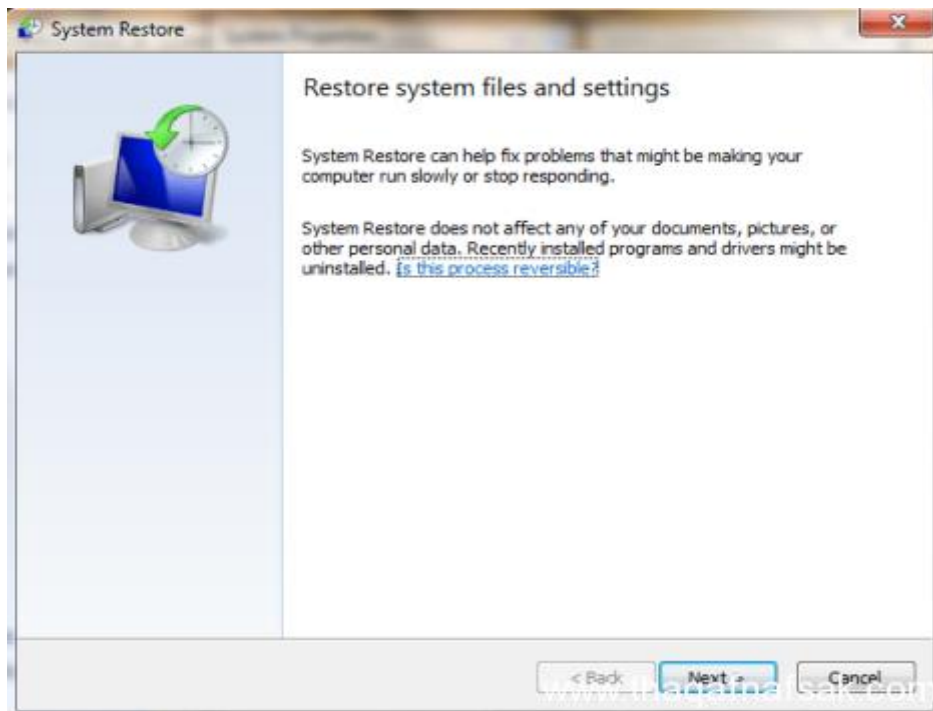 System Restore
Restore system files and settings
System Restore can help fix problems that might be making your
computer run slowly or stop responding.
System Restore does not affect any of your documents, pictures, or
other personal data. Recently installed programs and drivers might be
uninstalled. Is this process reversible?
< Back
Next >
Cancel